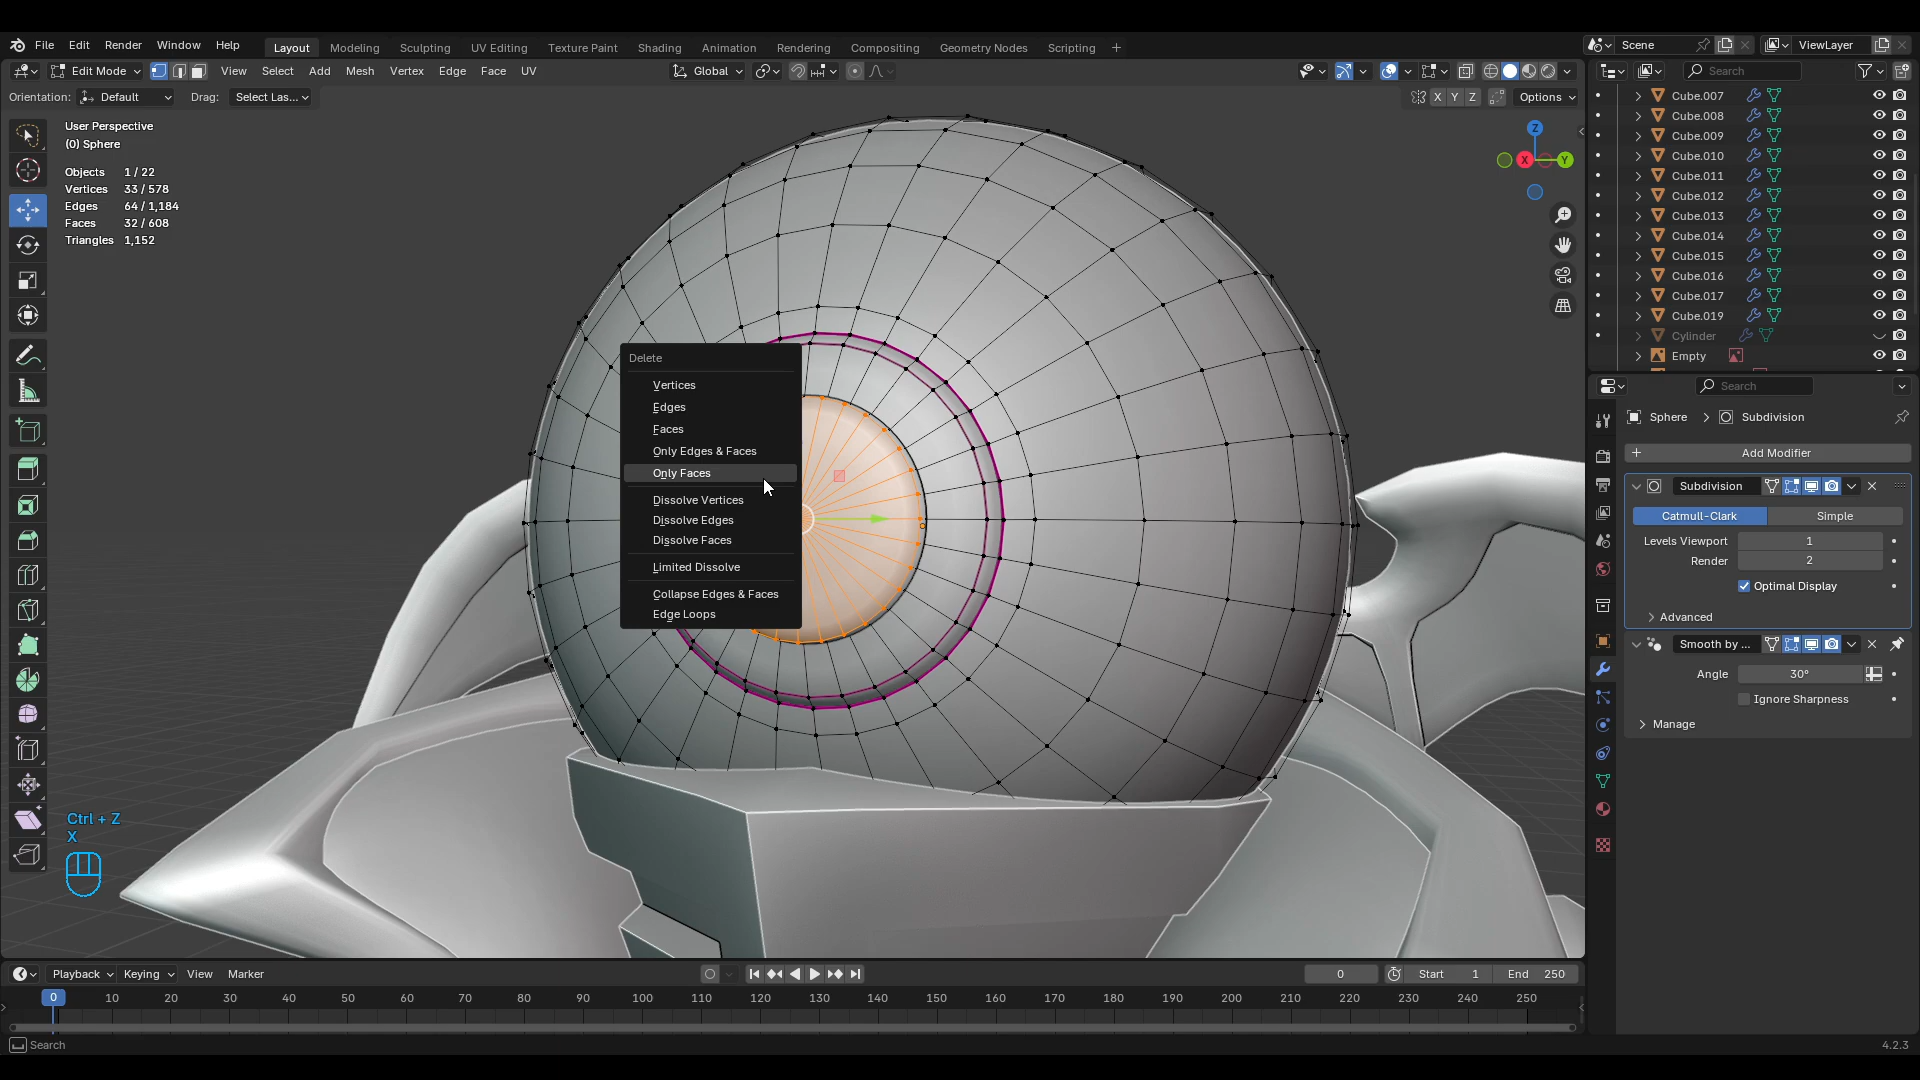 File Edit Render Window Help Layout Modeling Sculpting UV Editing Texture Paint Shading Animation Rendering Compositing Geometry Nodes Scripting + Scene ViewLayer
Edit Mode View Select Add Mesh Vertex Edge Face UV Global Search
Orientation: Default Drag: Select Las... X Y Z Options
User Perspective
(0) Sphere
Objects 1 / 22
Vertices 33 / 578
Edges 64 / 1,184
Faces 32 / 608
Triangles 1,152
Z
X
Y
Delete
Vertices
Edges
Faces
Only Edges & Faces
Only Faces
Dissolve Vertices
Dissolve Edges
Dissolve Faces
Limited Dissolve
Collapse Edges & Faces
Edge Loops
Ctrl + Z
X
Cube.007
Cube.008
Cube.009
Cube.010
Cube.011
Cube.012
Cube.013
Cube.014
Cube.015
Cube.016
Cube.017
Cube.019
Cylinder
Empty
Search
Sphere Subdivision
+ Add Modifier
Subdivision
Catmull-Clark Simple
Levels Viewport 1
Render 2
Optimal Display
Advanced
Smooth by ...
Angle 30°
Ignore Sharpness
Manage
Playback Keying View Marker 0 Start 1 End 250
0 10 20 30 40 50 60 70 80 90 100 110 120 130 140 150 160 170 180 190 200 210 220 230 240 250
Search 4.2.3